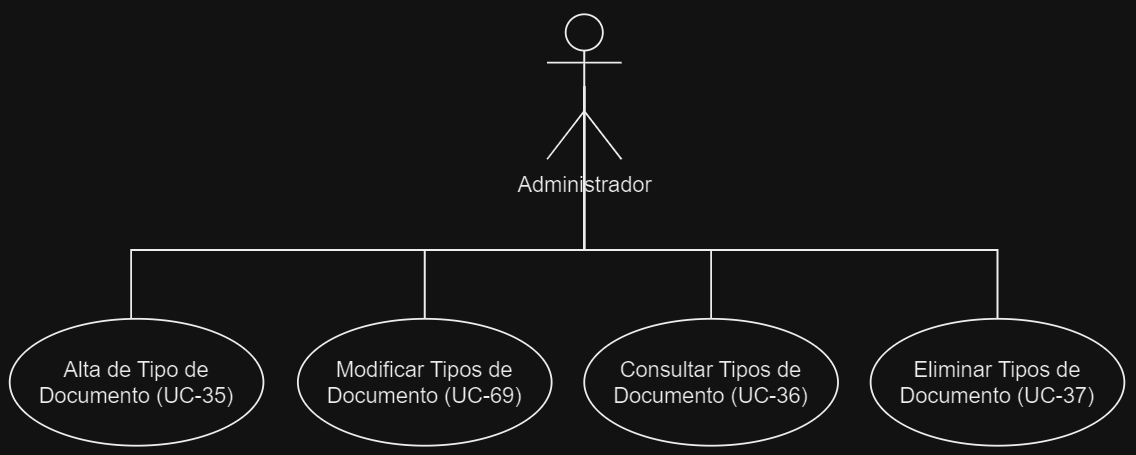 Administrador
Alta de Tipo de
Documento (UC-35)
Modificar Tipos de
Documento (UC-69)
Consultar Tipos de
Documento (UC-36)
Eliminar Tipos de
Documento (UC-37)